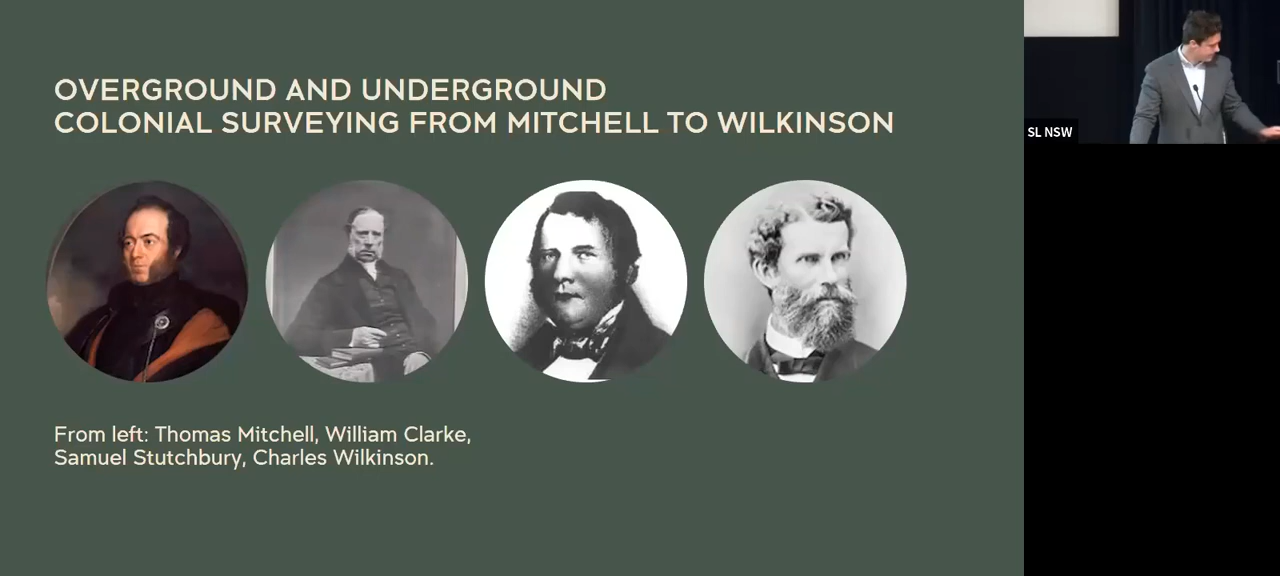 OVERGROUND AND UNDERGROUND
COLONIAL SURVEYING FROM MITCHELL TO WILKINSON
From left: Thomas Mitchell, William Clarke,
Samuel Stutchbury, Charles Wilkinson.
SL NSW